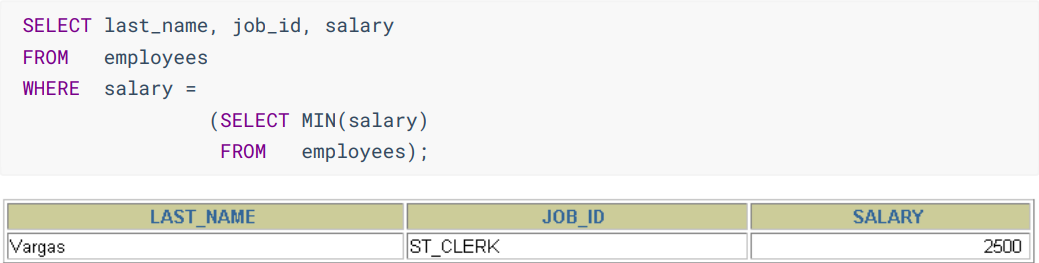 SELECT last_name, job_id, salary
FROM   employees
WHERE  salary =
                (SELECT MIN(salary)
                 FROM   employees);
LAST_NAME JOB_ID SALARY
Vargas ST_CLERK 2500